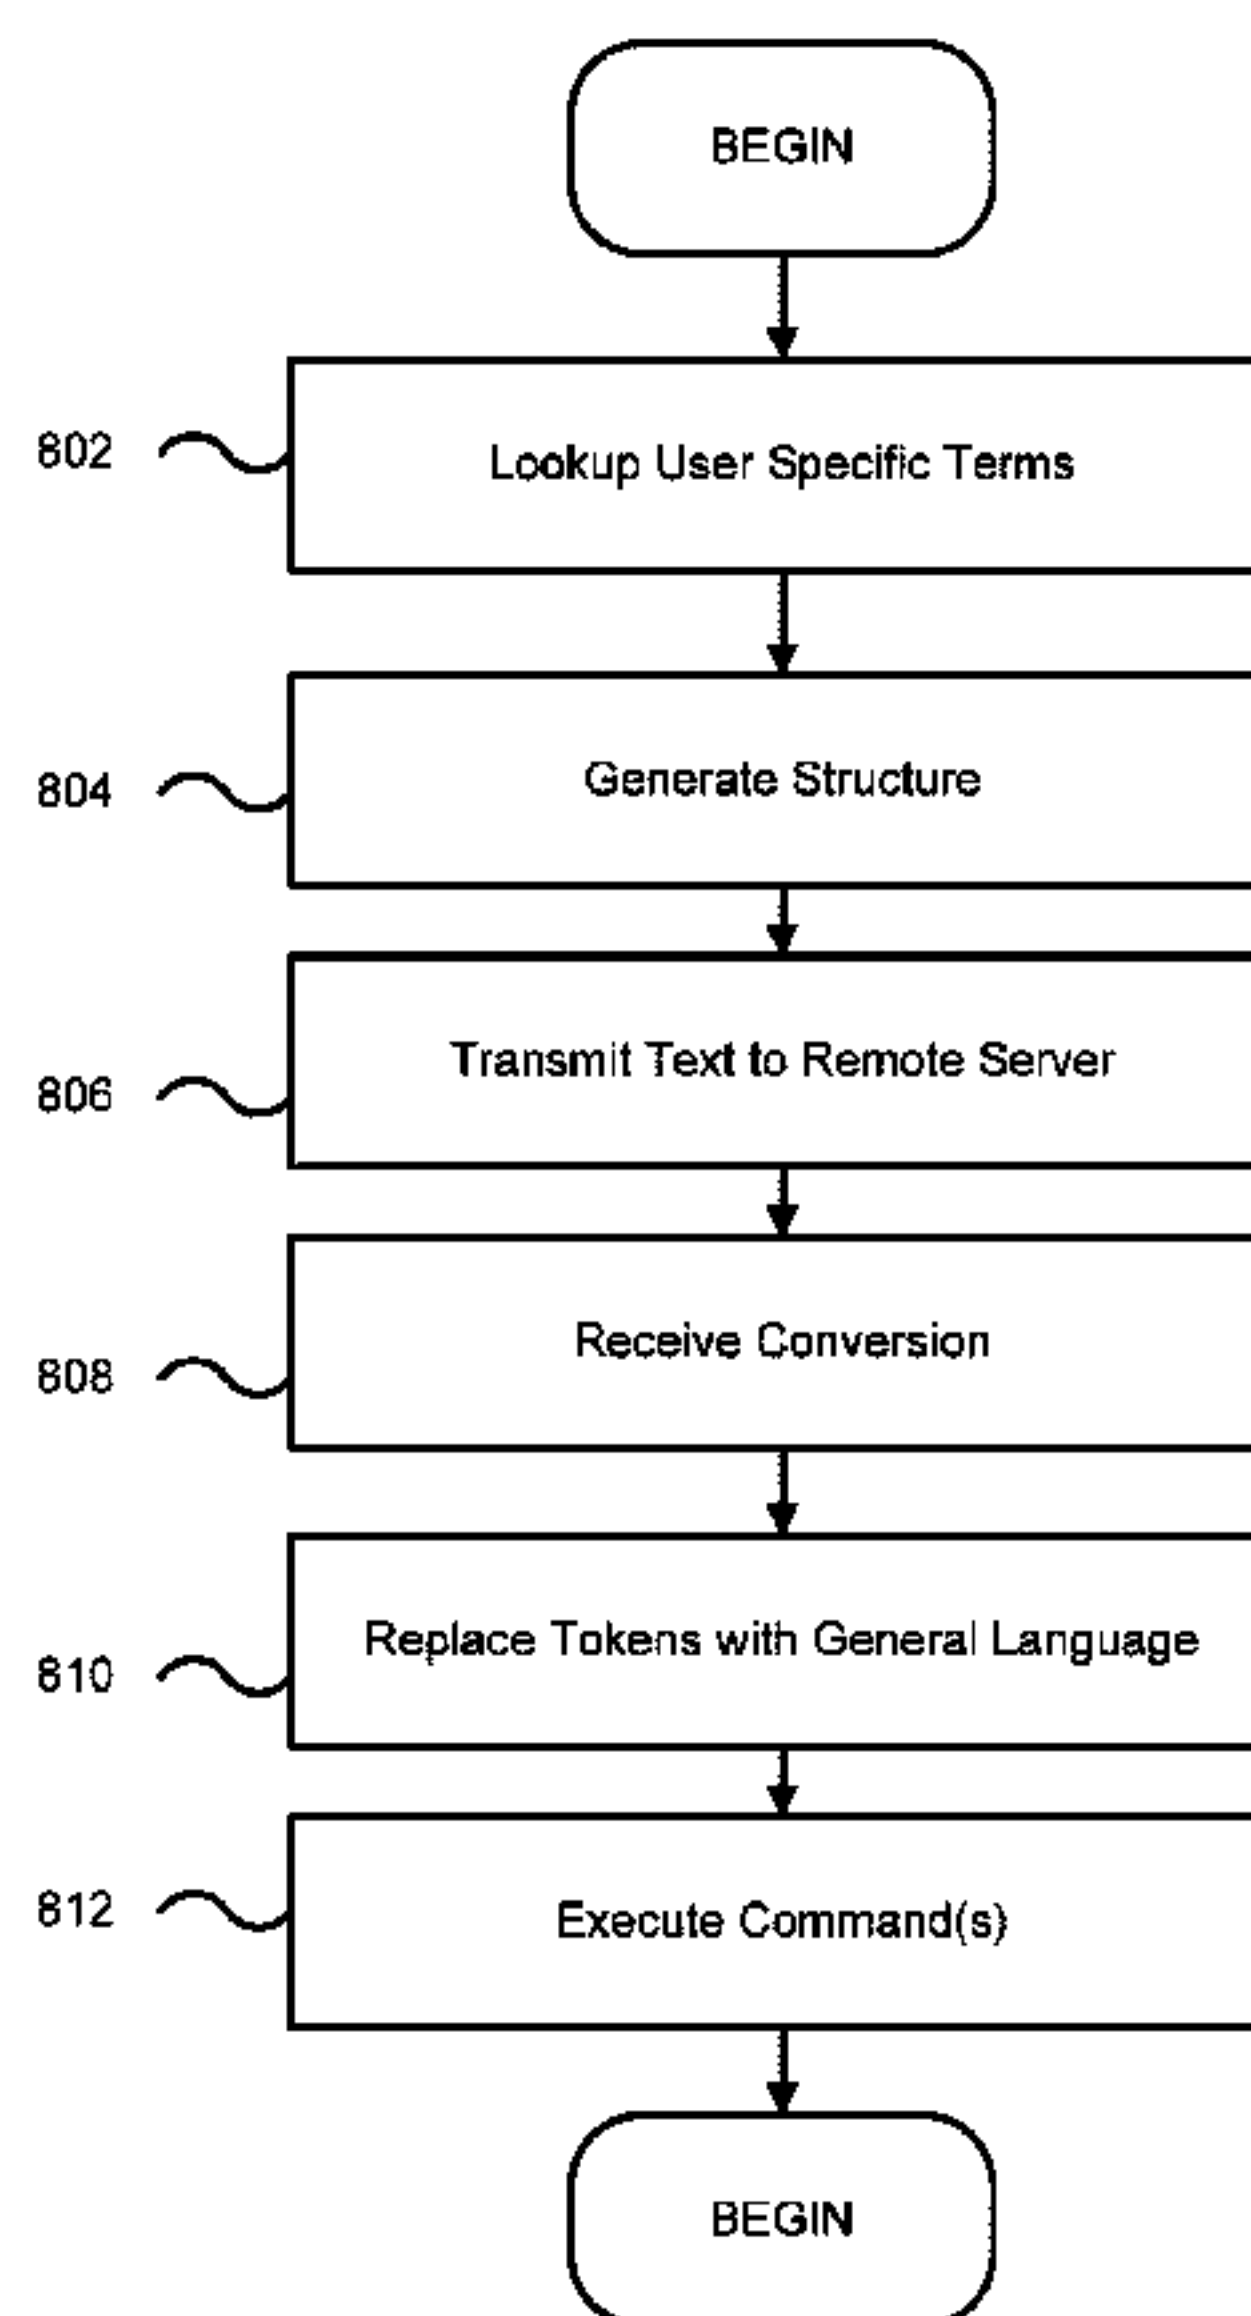 BEGIN
802
Lookup User Specific Terms
804
Generate Structure
806
Transmit Text to Remote Server
808
Receive Conversion
810
Replace Tokens with General Language
812
Execute Command(s)
BEGIN